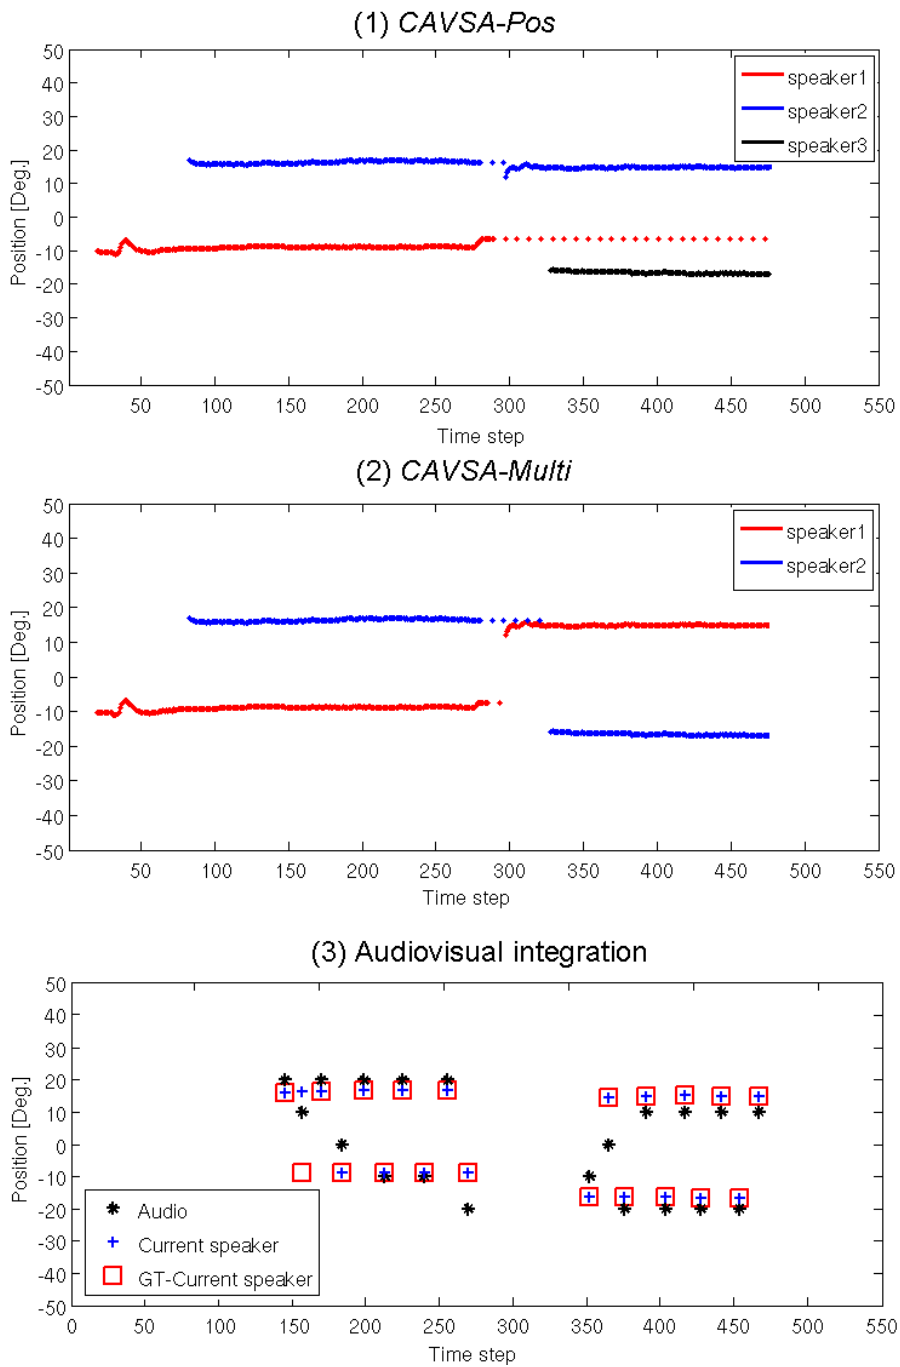 (1) CAVSA-Pos
50
40
30
20
10
0
-10
-20
-30
-40
-50
Position [Deg.]
speaker1
speaker2
speaker3
50 100 150 200 250 300 350 400 450 500 550
Time step
(2) CAVSA-Multi
50
40
30
20
10
0
-10
-20
-30
-40
-50
Position [Deg.]
speaker1
speaker2
50 100 150 200 250 300 350 400 450 500 550
Time step
(3) Audiovisual integration
50
40
30
20
10
0
-10
-20
-30
-40
-50
Position [Deg.]
Audio
Current speaker
GT-Current speaker
0 50 100 150 200 250 300 350 400 450 500 550
Time step